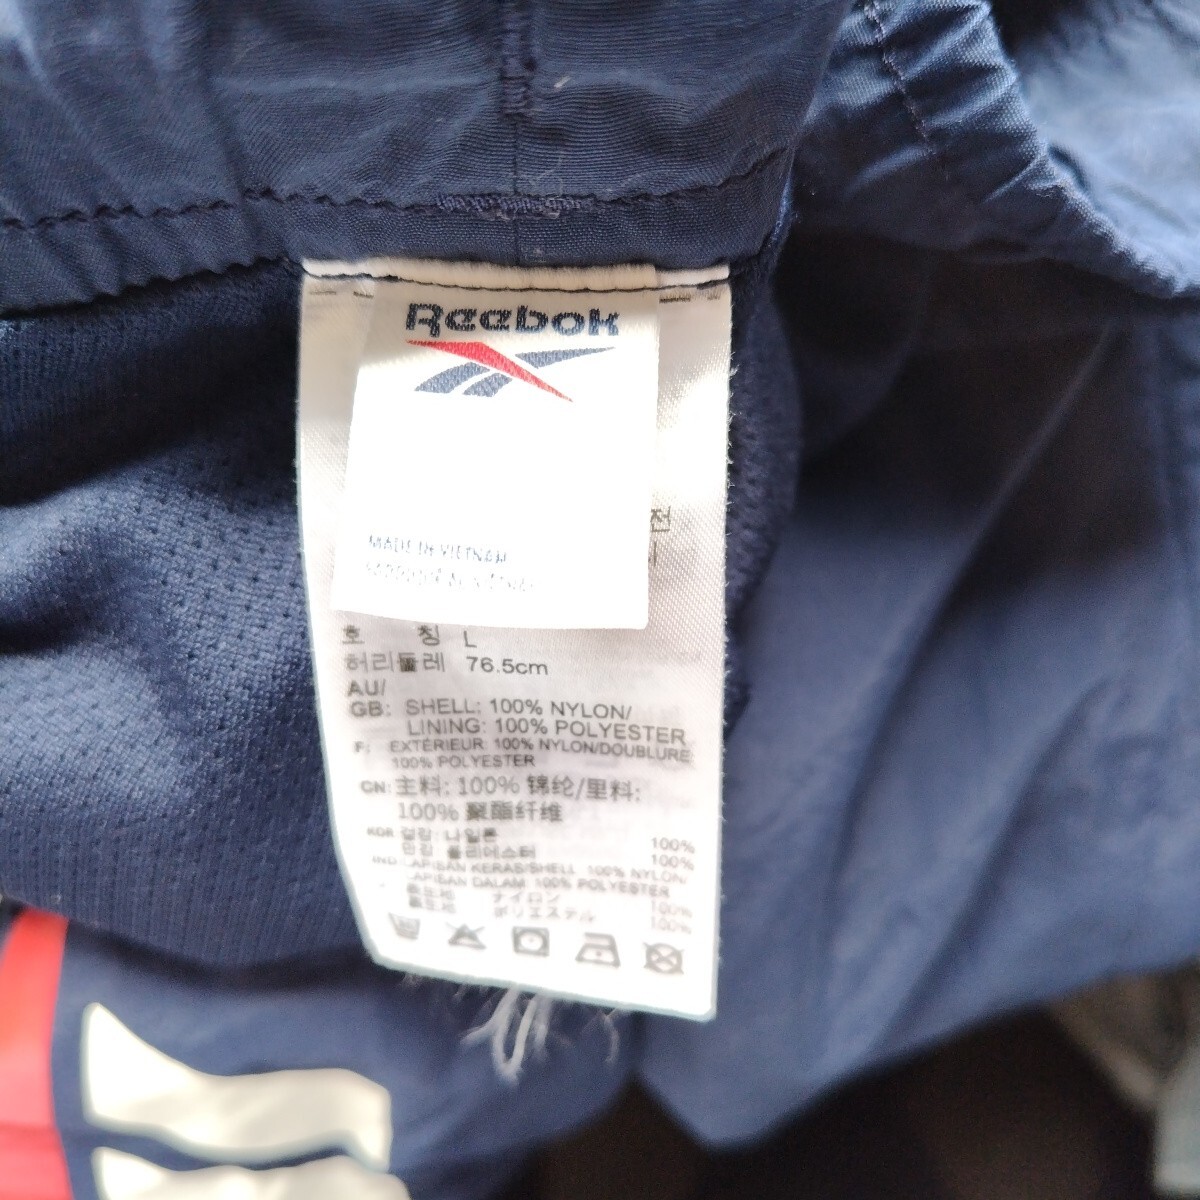 Reebok
MADE IN VIETNAM
호 칭 L
허리둘레 76.5cm
AU/
GB: SHELL: 100% NYLON/
LINING: 100% POLYESTER
F: EXTÉRIEUR: 100% NYLON/DOUBLURE
100% POLYESTER
CN: 主料: 100% 锦纶/里料:
100% 聚酯纤维
KOR 겉감: 나일론 100%
안감: 폴리에스터 100%
IND LAPISAN KERAS/SHELL: 100% NYLON/
LAPISAN DALAM: 100% POLYESTER
ナイロン 100%
ポリエステル 100%